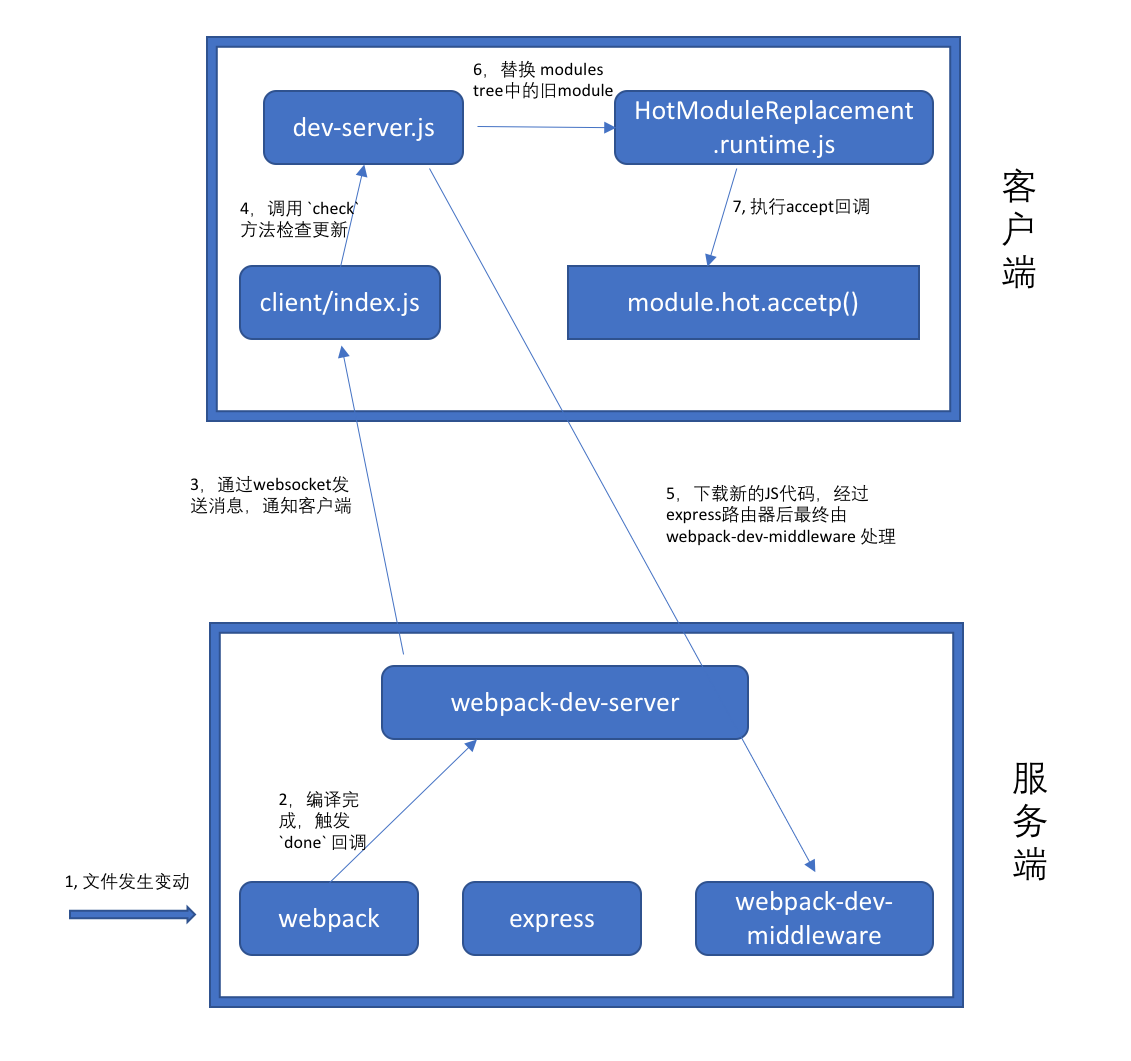 6，替换 modules
tree中的旧module
dev-server.js
HotModuleReplacement
.runtime.js
4，调用 `check`
方法检查更新
7, 执行accept回调
client/index.js
module.hot.accetp()
客
户
端
3，通过websocket发
送消息，通知客户端
5，下载新的JS代码，经过
express路由器后最终由
webpack-dev-middleware 处理
webpack-dev-server
2，编译完
成，触发
`done` 回调
1, 文件发生变动
webpack
express
webpack-dev-
middleware
服
务
端